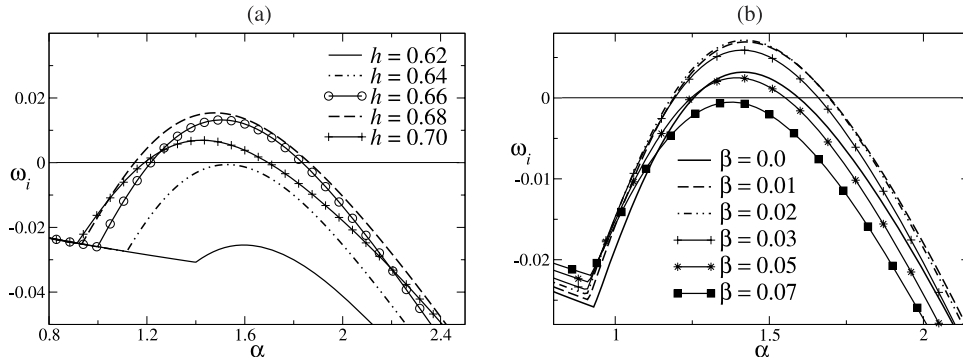 (a)
h = 0.62
h = 0.64
h = 0.66
h = 0.68
h = 0.70
0.02
0
-0.02
-0.04
ωi
0.8 1.2 1.6 2 2.4
α
(b)
0
-0.01
-0.02
ωi
β = 0.0
β = 0.01
β = 0.02
β = 0.03
β = 0.05
β = 0.07
1 1.5 2
α